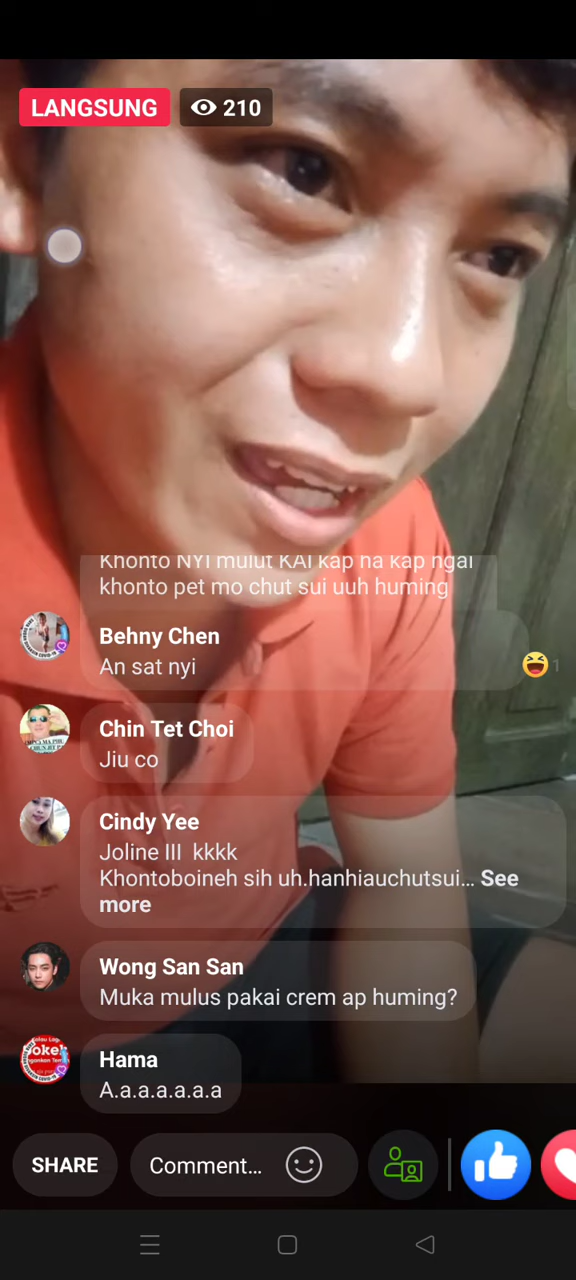 LANGSUNG
210
Khonto NYI mulut KAI kap na kap ngai
khonto pet mo chut sui uuh huming
Behny Chen
An sat nyi
1
Chin Tet Choi
Jiu co
Cindy Yee
Joline III kkkk
Khontoboineh sih uh.hanhiauchutsui... See
more
Wong San San
Muka mulus pakai crem ap huming?
Hama
A.a.a.a.a.a.a
SHARE
Comment...